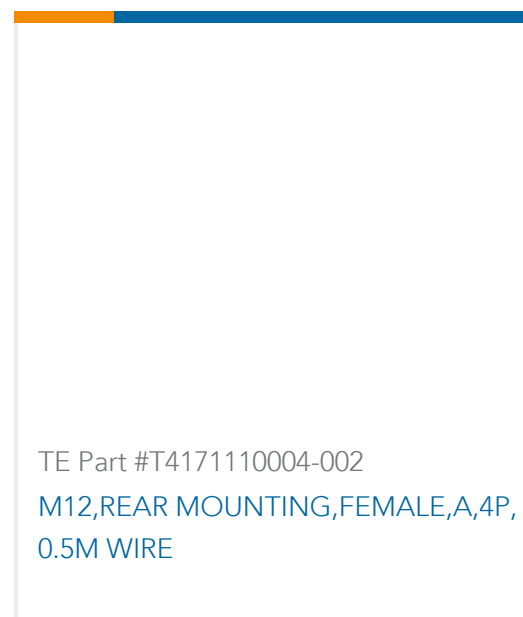 TE Part #T4171110004-002
M12,REAR MOUNTING,FEMALE,A,4P,
0.5M WIRE